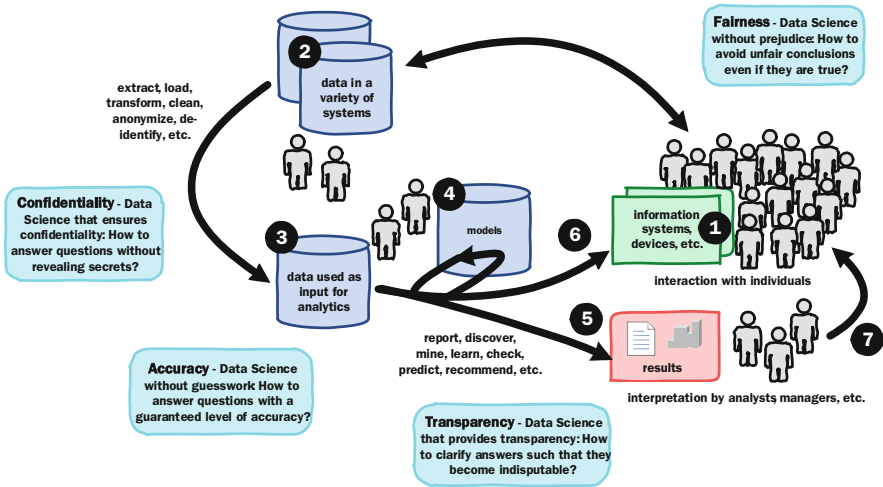 Fairness - Data Science
without prejudice: How to
avoid unfair conclusions
even if they are true?
2
data in a
variety of
systems
extract, load,
transform, clean,
anonymize, de-
identify, etc.
Confidentiality - Data
Science that ensures
confidentiality: How to
answer questions without
revealing secrets?
3
data used as
input for
analytics
4
models
6
information
systems,
devices, etc.
1
interaction with individuals
5
results
7
interpretation by analysts managers, etc.
report, discover,
mine, learn, check,
predict, recommend, etc.
Accuracy - Data Science
without guesswork How to
answer questions with a
guaranteed level of accuracy?
Transparency - Data Science
that provides transparency: How
to clarify answers such that they
become indisputable?